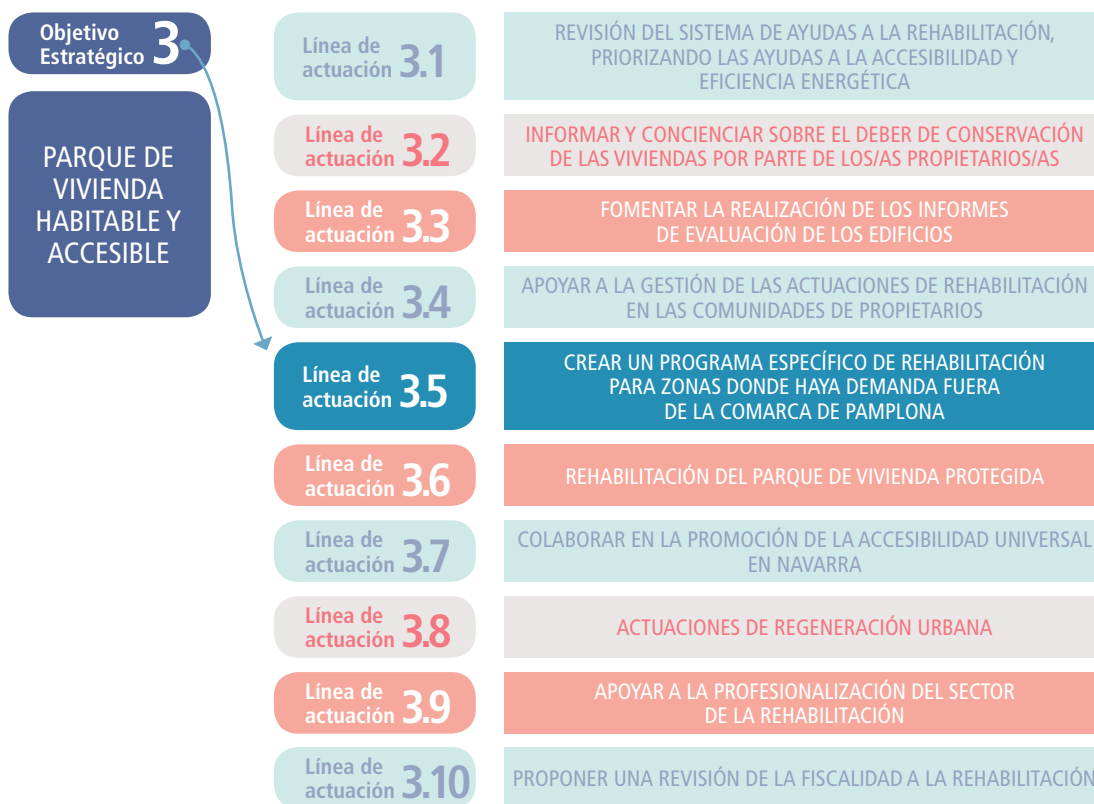 Objetivo
Estratégico 3
PARQUE DE
VIVIENDA
HABITABLE Y
ACCESIBLE
Línea de
actuación 3.1
REVISIÓN DEL SISTEMA DE AYUDAS A LA REHABILITACIÓN,
PRIORIZANDO LAS AYUDAS A LA ACCESIBILIDAD Y
EFICIENCIA ENERGÉTICA
Línea de
actuación 3.2
INFORMAR Y CONCIENCIAR SOBRE EL DEBER DE CONSERVACIÓN
DE LAS VIVIENDAS POR PARTE DE LOS/AS PROPIETARIOS/AS
Línea de
actuación 3.3
FOMENTAR LA REALIZACIÓN DE LOS INFORMES
DE EVALUACIÓN DE LOS EDIFICIOS
Línea de
actuación 3.4
APOYAR A LA GESTIÓN DE LAS ACTUACIONES DE REHABILITACIÓN
EN LAS COMUNIDADES DE PROPIETARIOS
Línea de
actuación 3.5
CREAR UN PROGRAMA ESPECÍFICO DE REHABILITACIÓN
PARA ZONAS DONDE HAYA DEMANDA FUERA
DE LA COMARCA DE PAMPLONA
Línea de
actuación 3.6
REHABILITACIÓN DEL PARQUE DE VIVIENDA PROTEGIDA
Línea de
actuación 3.7
COLABORAR EN LA PROMOCIÓN DE LA ACCESIBILIDAD UNIVERSAL
EN NAVARRA
Línea de
actuación 3.8
ACTUACIONES DE REGENERACIÓN URBANA
Línea de
actuación 3.9
APOYAR A LA PROFESIONALIZACIÓN DEL SECTOR
DE LA REHABILITACIÓN
Línea de
actuación 3.10
PROPONER UNA REVISIÓN DE LA FISCALIDAD A LA REHABILITACIÓN